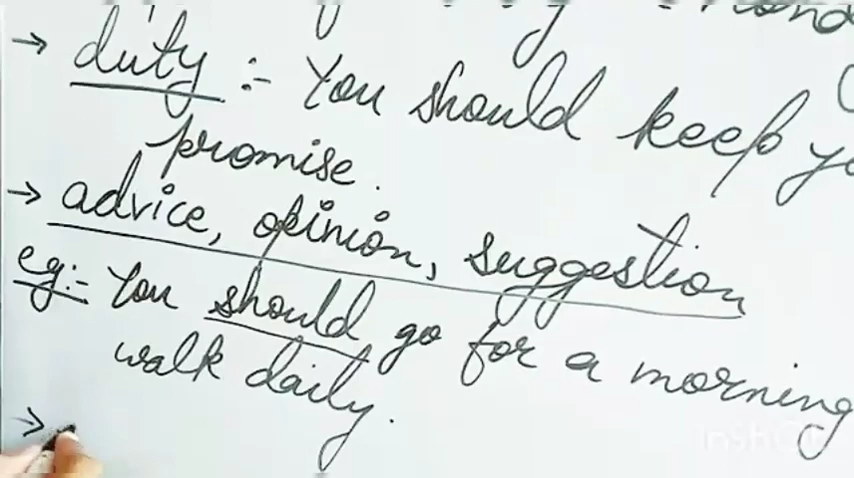 → duty :- You should keep
promise.
→ advice, opinion, suggestion
eg:- You should go for a morning
walk daily.
→